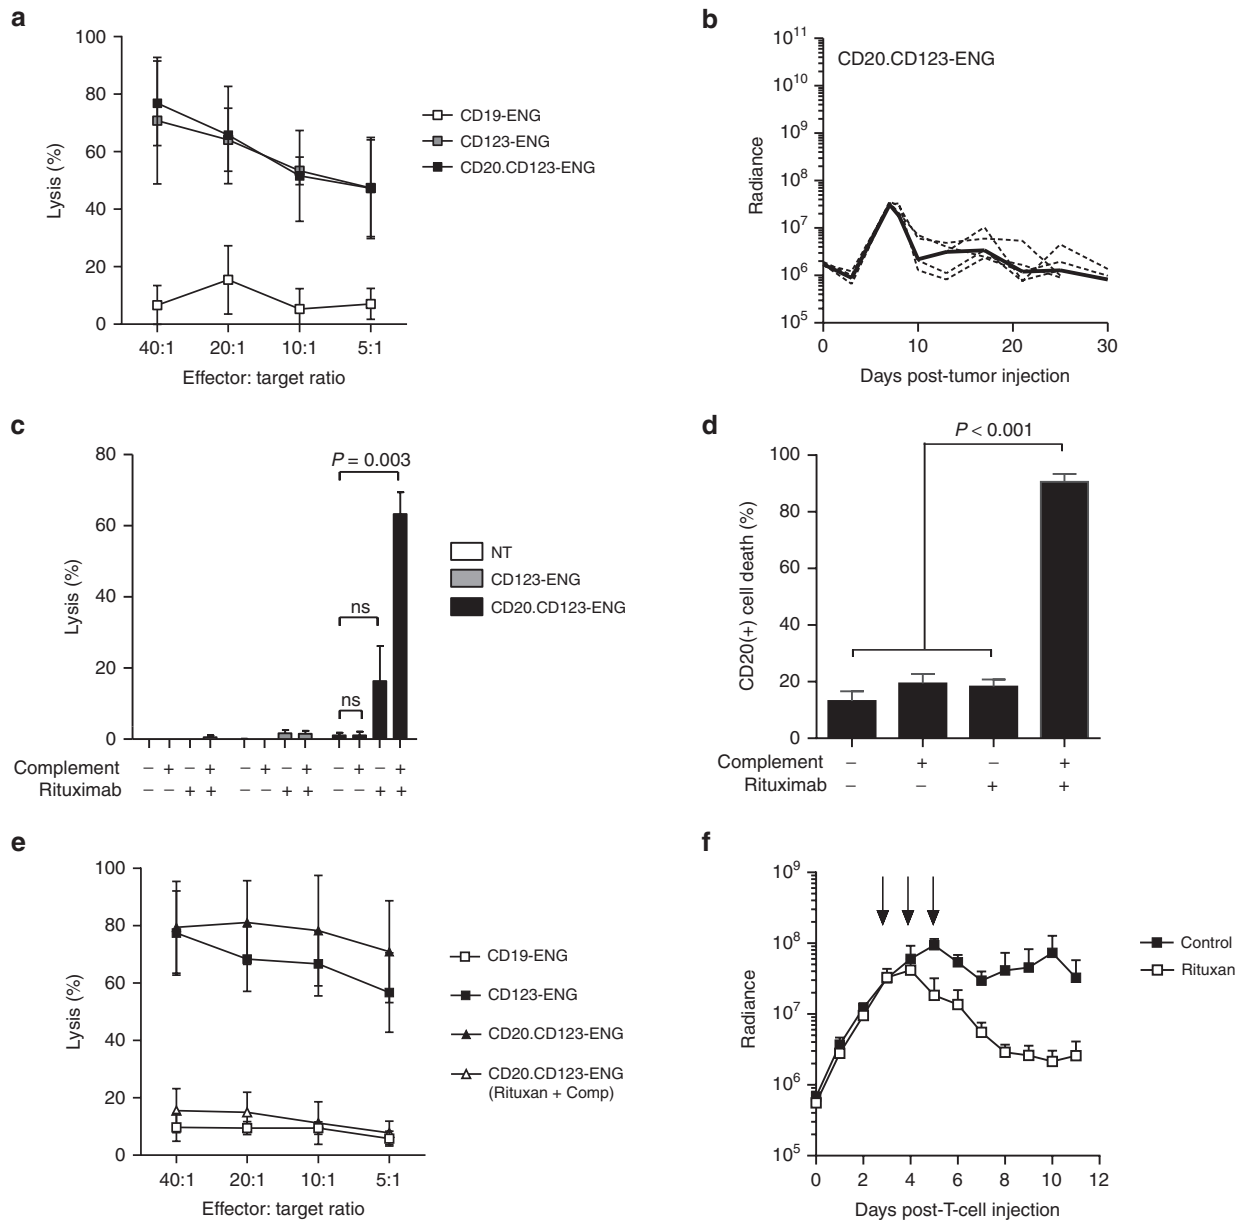 a
100
80
60
40
20
0
Lysis (%)
40:1 20:1 10:1 5:1
Effector: target ratio
CD19-ENG
CD123-ENG
CD20.CD123-ENG
b
10^11
10^10
10^9
10^8
10^7
10^6
10^5
Radiance
CD20.CD123-ENG
0 10 20 30
Days post-tumor injection
c
80
60
40
20
0
Lysis (%)
P = 0.003
ns
ns
NT
CD123-ENG
CD20.CD123-ENG
Complement – + – + – + – + – + – +
Rituximab – – + + – – + + – – + +
d
100
80
60
40
20
0
CD20(+) cell death (%)
P < 0.001
Complement – + – +
Rituximab – – + +
e
100
80
60
40
20
0
Lysis (%)
40:1 20:1 10:1 5:1
Effector: target ratio
CD19-ENG
CD123-ENG
CD20.CD123-ENG
CD20.CD123-ENG
(Rituxan + Comp)
f
10^9
10^8
10^7
10^6
10^5
Radiance
0 2 4 6 8 10 12
Days post-T-cell injection
Control
Rituxan